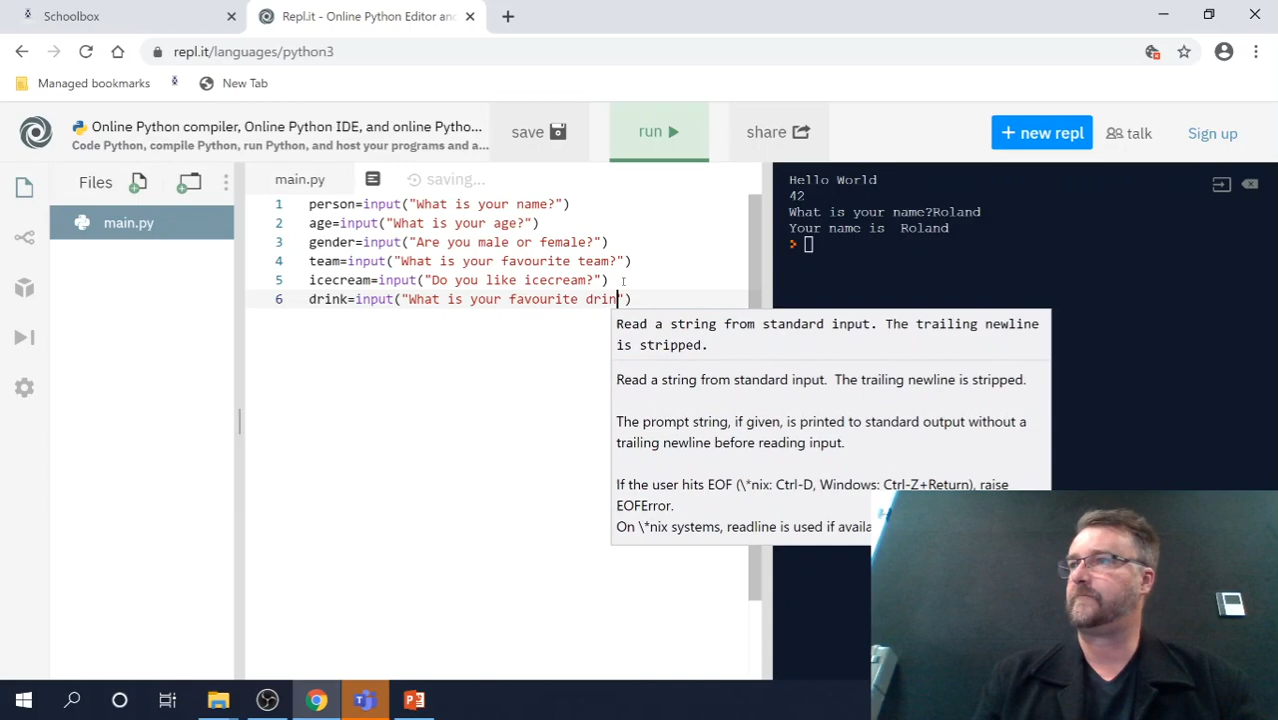 Schoolbox
Repl.it - Online Python Editor and
repl.it/languages/python3
Managed bookmarks
New Tab
Online Python compiler, Online Python IDE, and online Pytho...
Code Python, compile Python, run Python, and host your programs and a...
save
run
share
+ new repl
talk
Sign up
Files
main.py
saving...
main.py
1 person=input("What is your name?")
2 age=input("What is your age?")
3 gender=input("Are you male or female?")
4 team=input("What is your favourite team?")
5 icecream=input("Do you like icecream?")
6 drink=input("What is your favourite drin")
Read a string from standard input. The trailing newline
is stripped.
Read a string from standard input. The trailing newline is stripped.
The prompt string, if given, is printed to standard output without a
trailing newline before reading input.
If the user hits EOF (\*nix: Ctrl-D, Windows: Ctrl-Z+Return), raise
EOFError.
On \*nix systems, readline is used if availa
Hello World
42
What is your name?Roland
Your name is  Roland
>